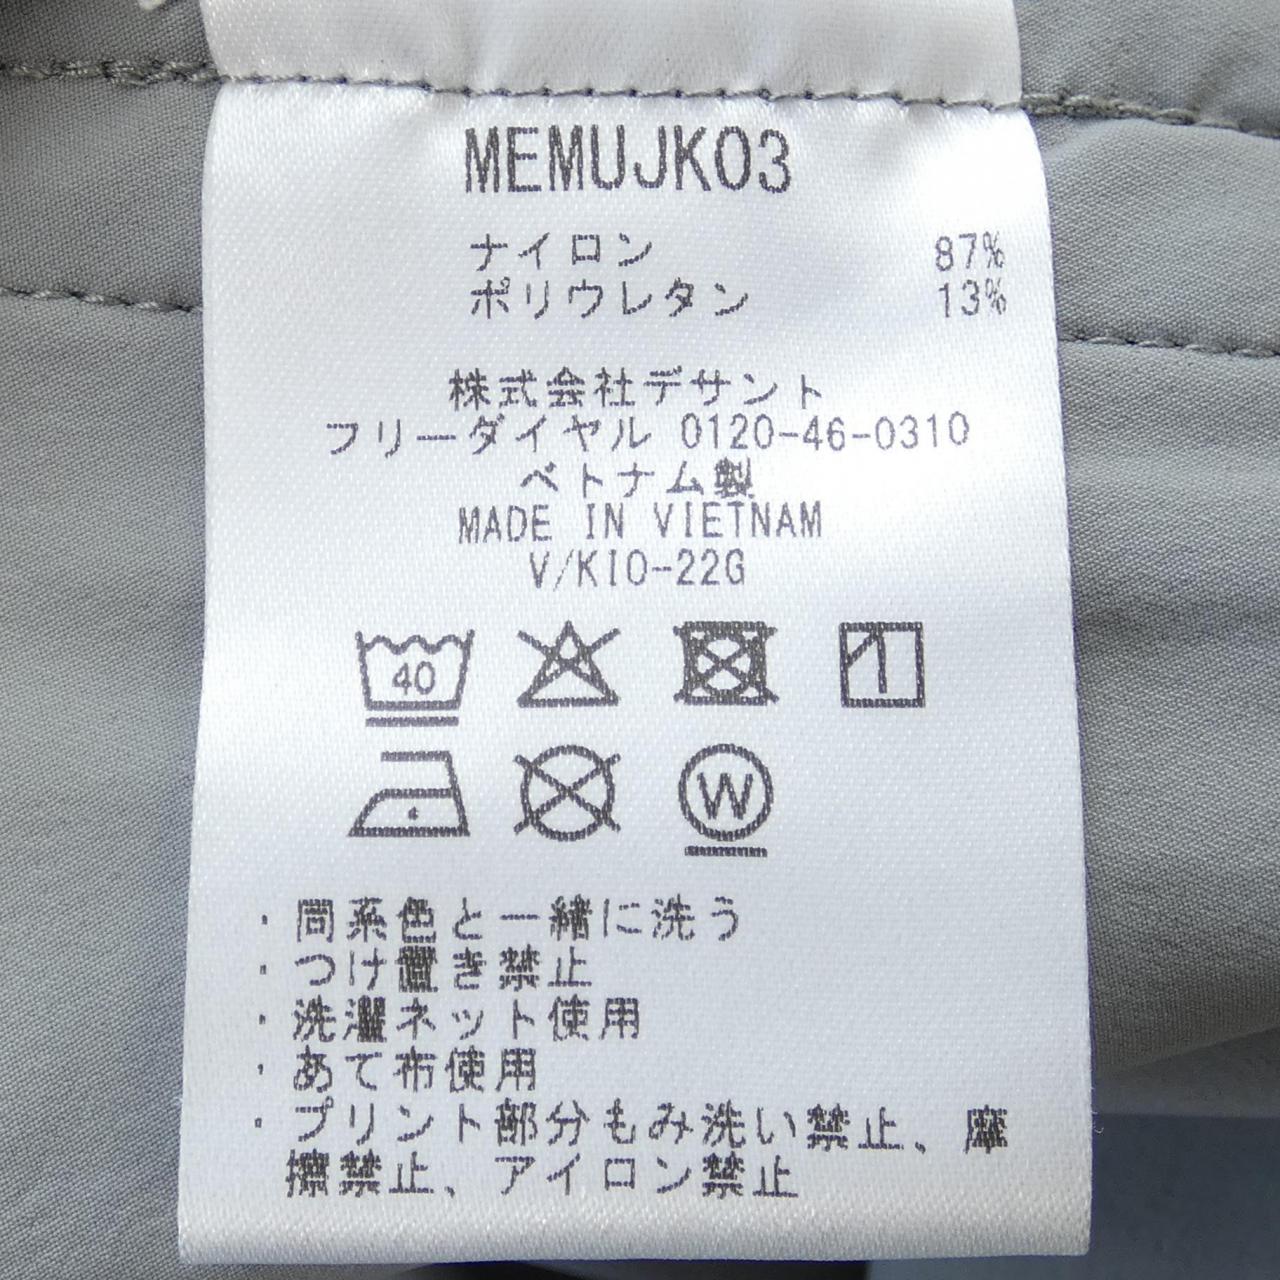 MEMUJK03
ナイロン 87%
ポリウレタン 13%
株式会社デサント
フリーダイヤル 0120-46-0310
ベトナム製
MADE IN VIETNAM
V/KIO-22G
40
W
・同系色と一緒に洗う
・つけ置き禁止
・洗濯ネット使用
・あて布使用
・プリント部分もみ洗い禁止、摩
擦禁止、アイロン禁止